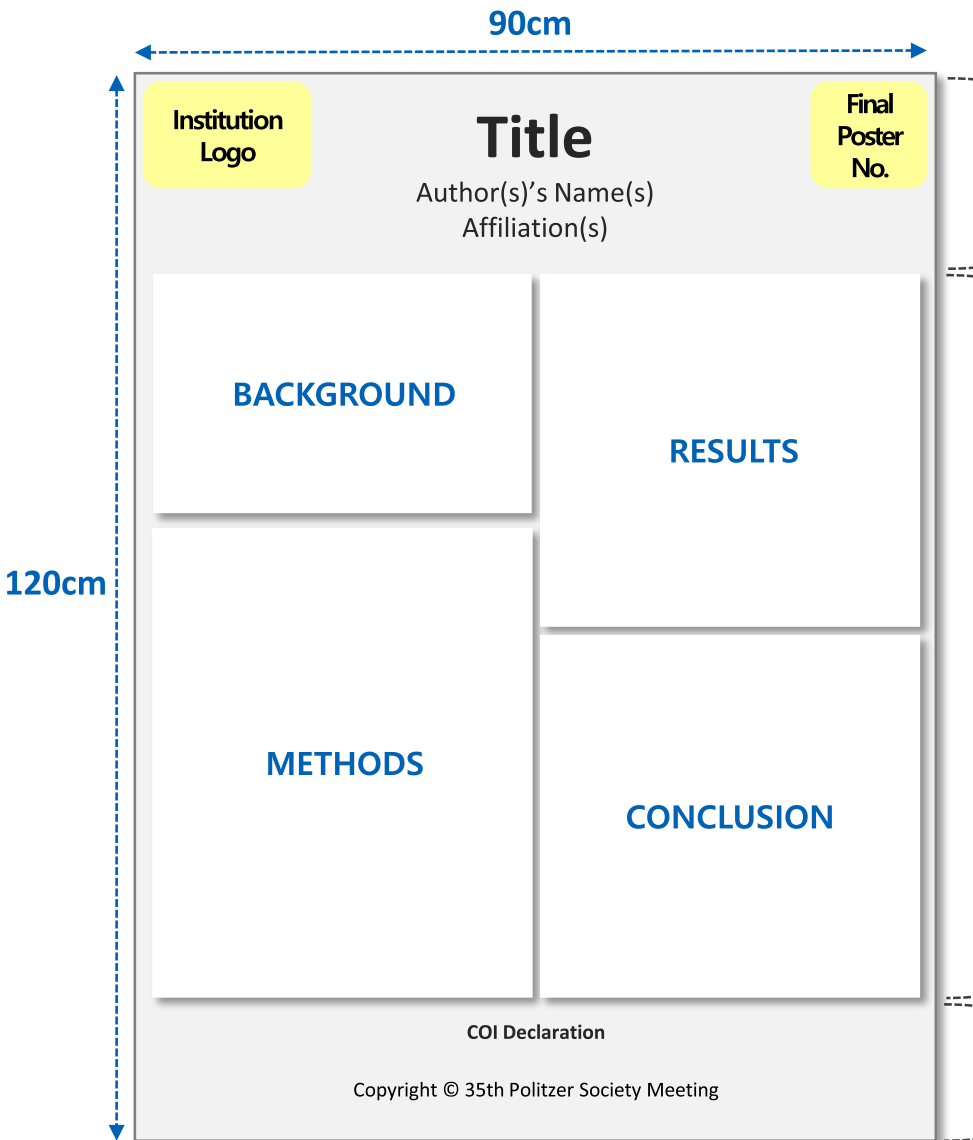 90cm
Institution
Logo
Title
Final
Poster
No.
Author(s)’s Name(s)
Affiliation(s)
BACKGROUND
RESULTS
120cm
METHODS
CONCLUSION
COI Declaration
Copyright © 35th Politzer Society Meeting